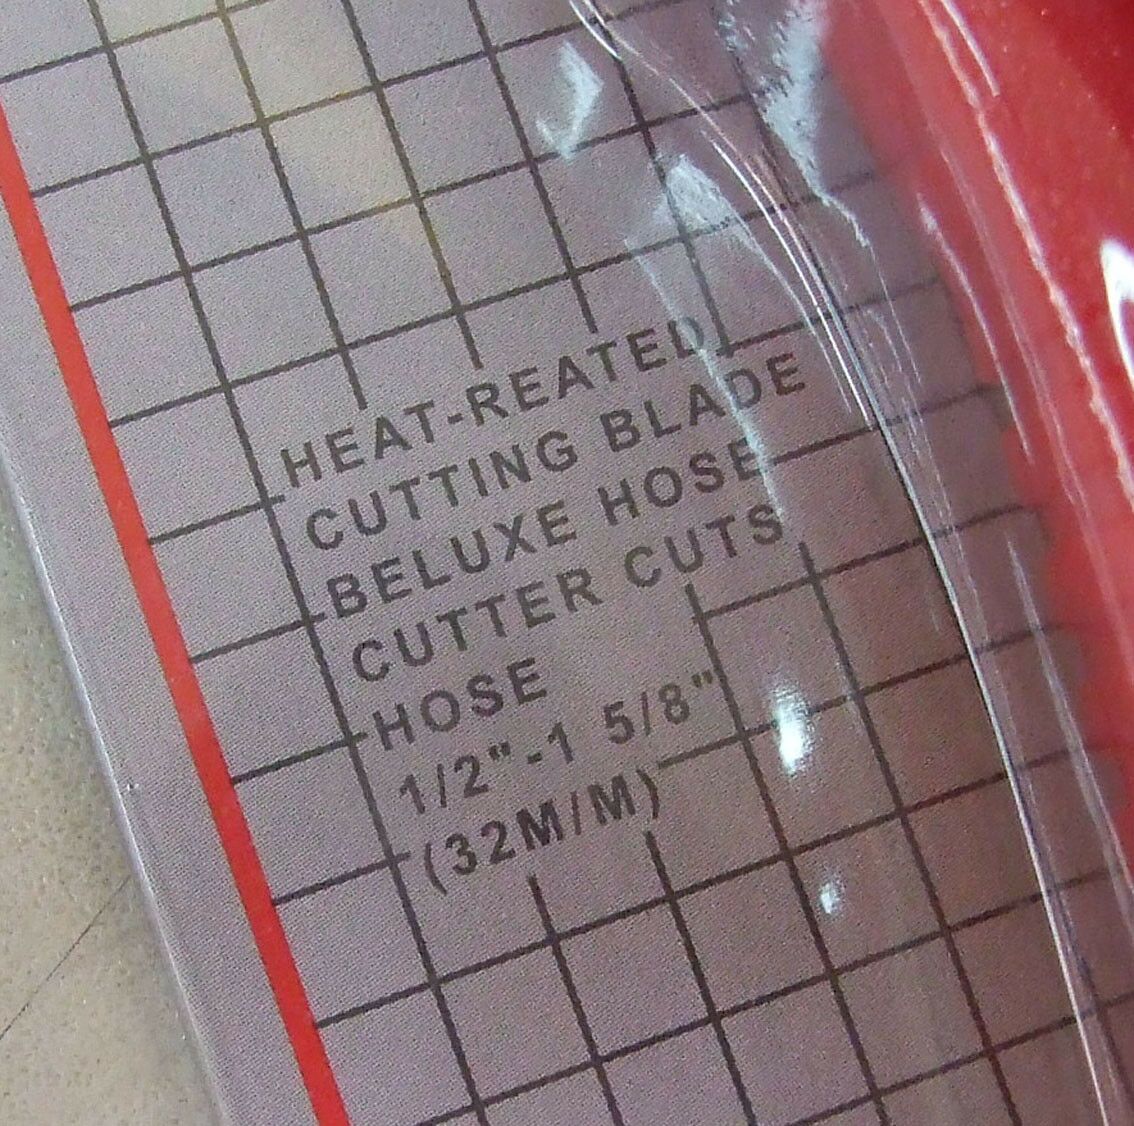 HEAT-REATED
CUTTING BLADE
BELUXE HOSE
CUTTER CUTS
HOSE
1/2"-1 5/8"
(32M/M)